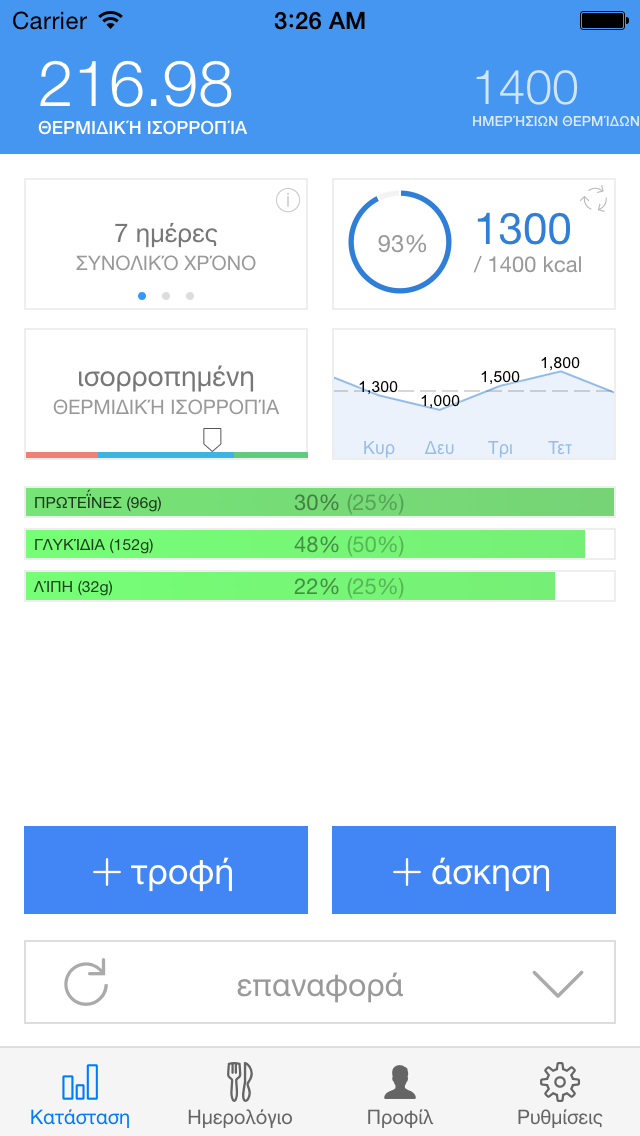 Carrier 3:26 AM
216.98
ΘΕΡΜΙΔΙΚΉ ΙΣΟΡΡΟΠΊΑ
1400
ΗΜΕΡΉΣΙΩΝ ΘΕΡΜΊΔΩΝ
7 ημέρες
ΣΥΝΟΛΙΚΌ ΧΡΌΝΟ
93%
1300
/ 1400 kcal
ισορροπημένη
ΘΕΡΜΙΔΙΚΉ ΙΣΟΡΡΟΠΊΑ
1,300 1,000 1,500 1,800
Κυρ Δευ Τρι Τετ
ΠΡΩΤΕΪ́ΝΕΣ (96g) 30% (25%)
ΓΛΥΚΊΔΙΑ (152g) 48% (50%)
ΛΊΠΗ (32g) 22% (25%)
+ τροφή
+ άσκηση
επαναφορά
Κατάσταση Ημερολόγιο Προφίλ Ρυθμίσεις